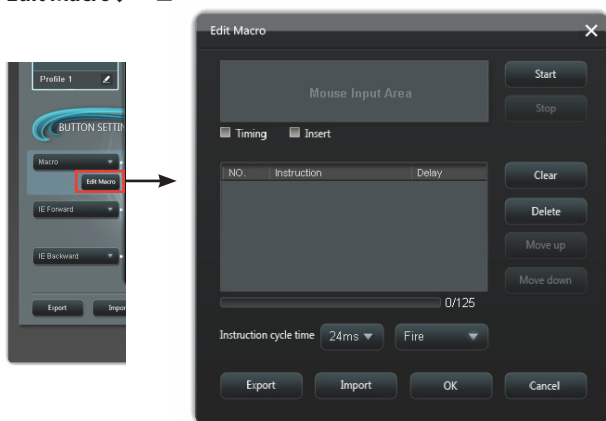 Edit Macro
Profile 1
BUTTON
Macro
Edit Macro
IE Forward
IE Backward
Export
Edit Macro
Mouse Input Area
Start
Stop
Timing
Insert
NO. Instruction Delay
Clear
Delete
Move up
Move down
0/125
Instruction cycle time 24ms Fire
Export Import OK Cancel